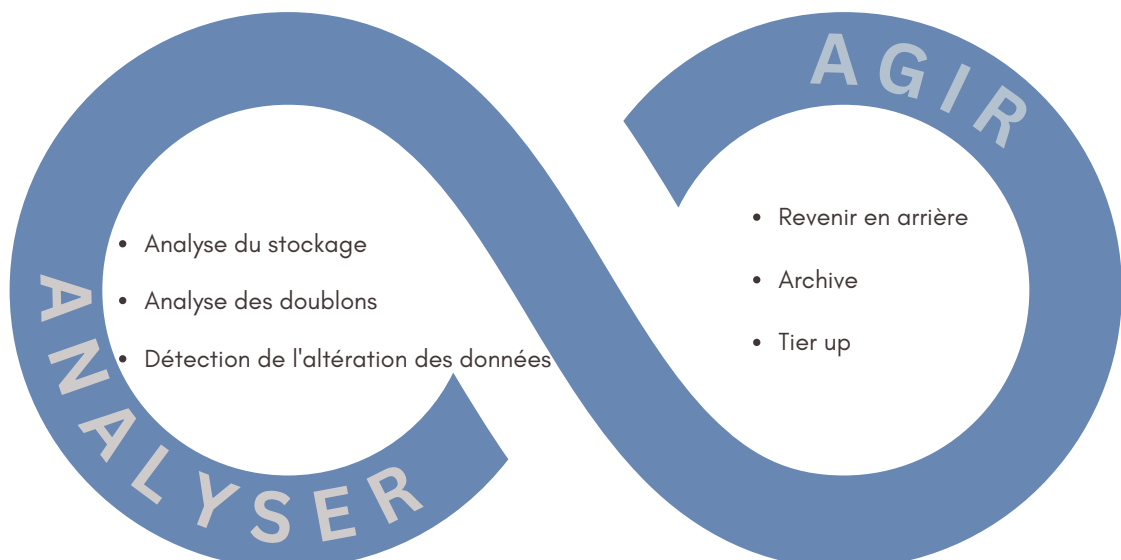 ANALYSER
• Analyse du stockage
• Analyse des doublons
• Détection de l'altération des données
AGIR
• Revenir en arrière
• Archive
• Tier up